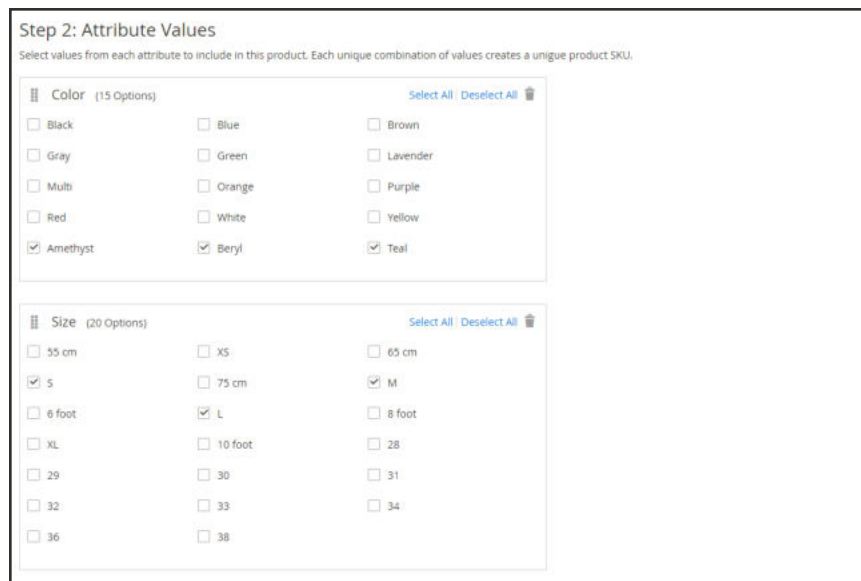 Step 2: Attribute Values
Select values from each attribute to include in this product. Each unique combination of values creates a unigue product SKU.
Color (15 Options) Select All | Deselect All
Black Blue Brown
Gray Green Lavender
Multi Orange Purple
Red White Yellow
Amethyst Beryl Teal
Size (20 Options) Select All | Deselect All
55 cm XS 65 cm
S 75 cm M
6 foot L 8 foot
XL 10 foot 28
29 30 31
32 33 34
36 38